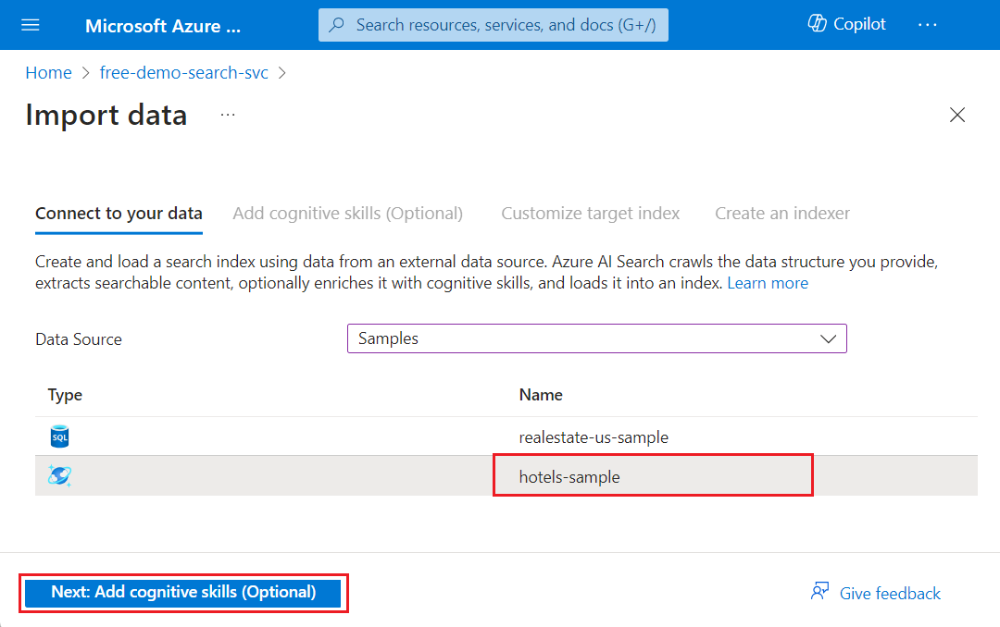 Microsoft Azure ...
Search resources, services, and docs (G+/)
Copilot
...
Home > free-demo-search-svc >
Import data ...
Connect to your data
Add cognitive skills (Optional)
Customize target index
Create an indexer
Create and load a search index using data from an external data source. Azure AI Search crawls the data structure you provide,
extracts searchable content, optionally enriches it with cognitive skills, and loads it into an index. Learn more
Data Source
Samples
Type
Name
SQL
realestate-us-sample
hotels-sample
Next: Add cognitive skills (Optional)
Give feedback